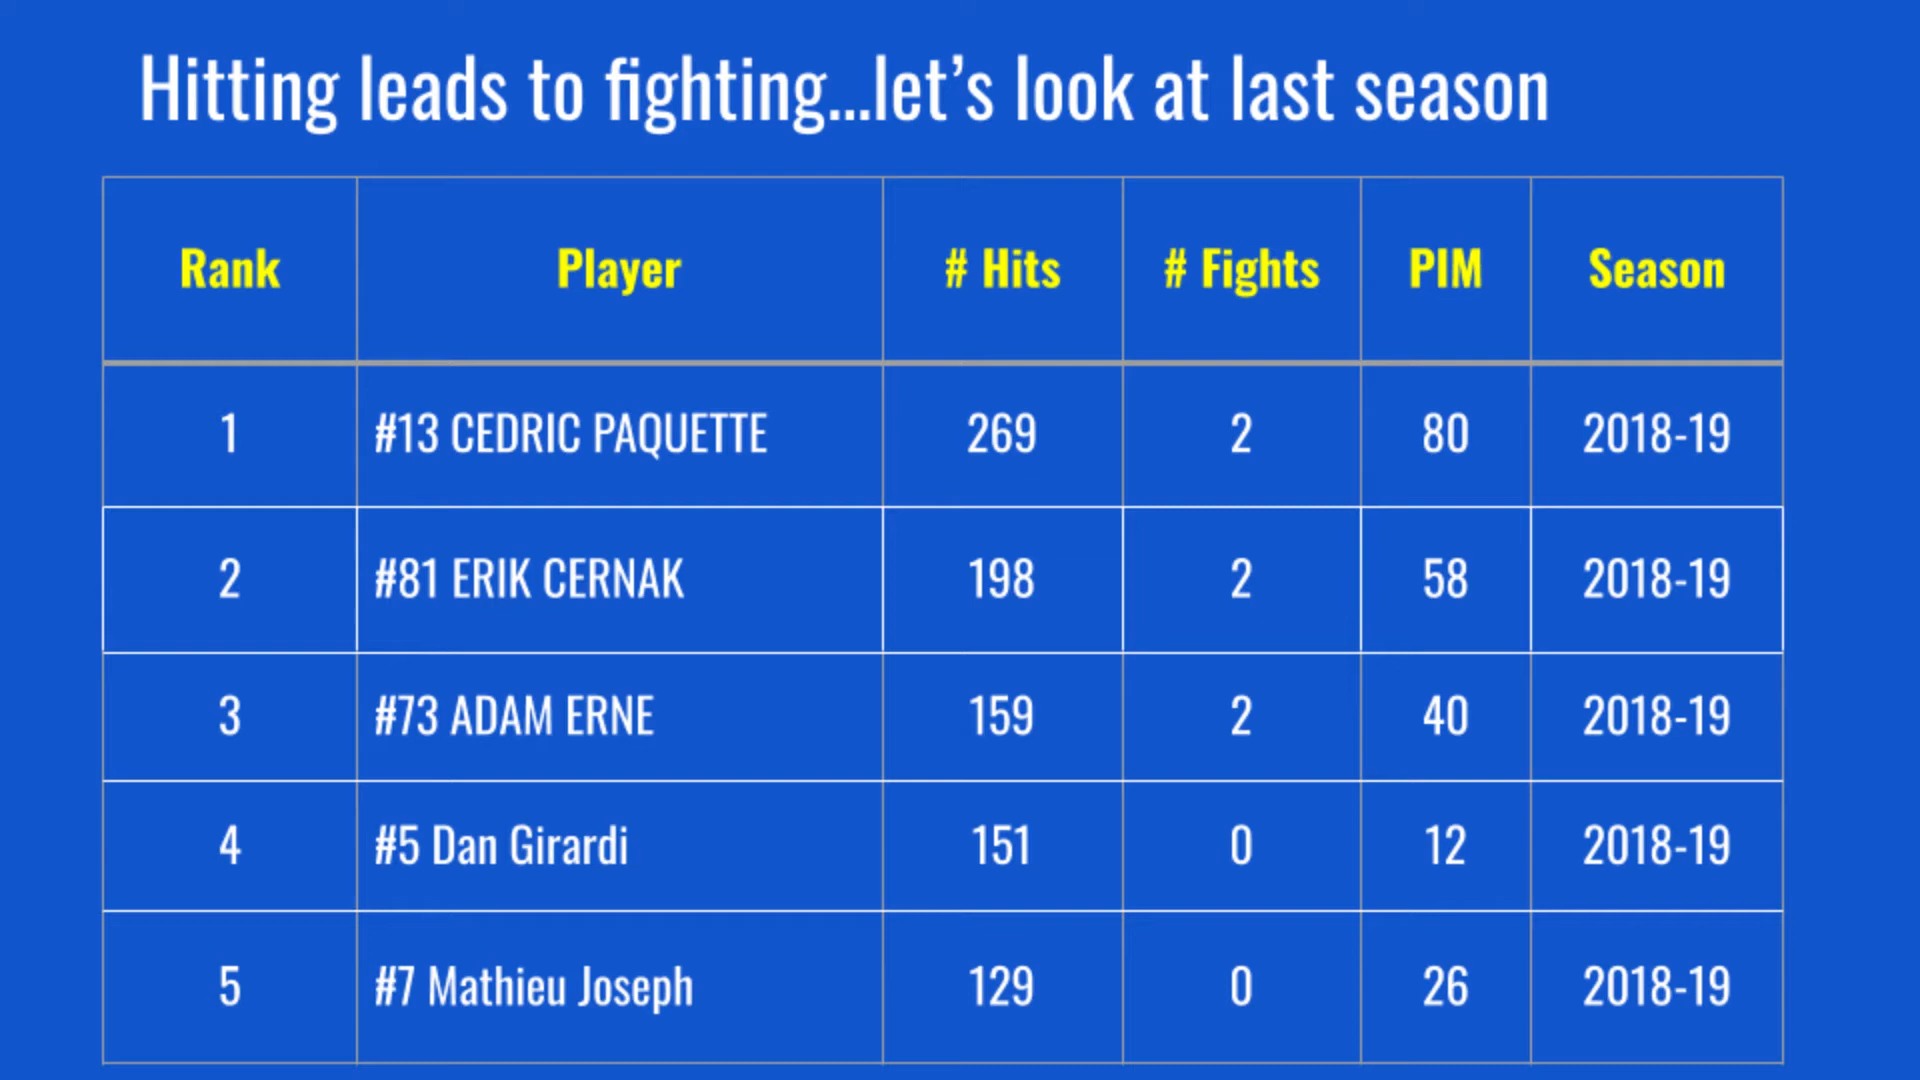 Hitting leads to fighting...let's look at last season
Rank Player # Hits # Fights PIM Season
1 #13 CEDRIC PAQUETTE 269 2 80 2018-19
2 #81 ERIK CERNAK 198 2 58 2018-19
3 #73 ADAM ERNE 159 2 40 2018-19
4 #5 Dan Girardi 151 0 12 2018-19
5 #7 Mathieu Joseph 129 0 26 2018-19